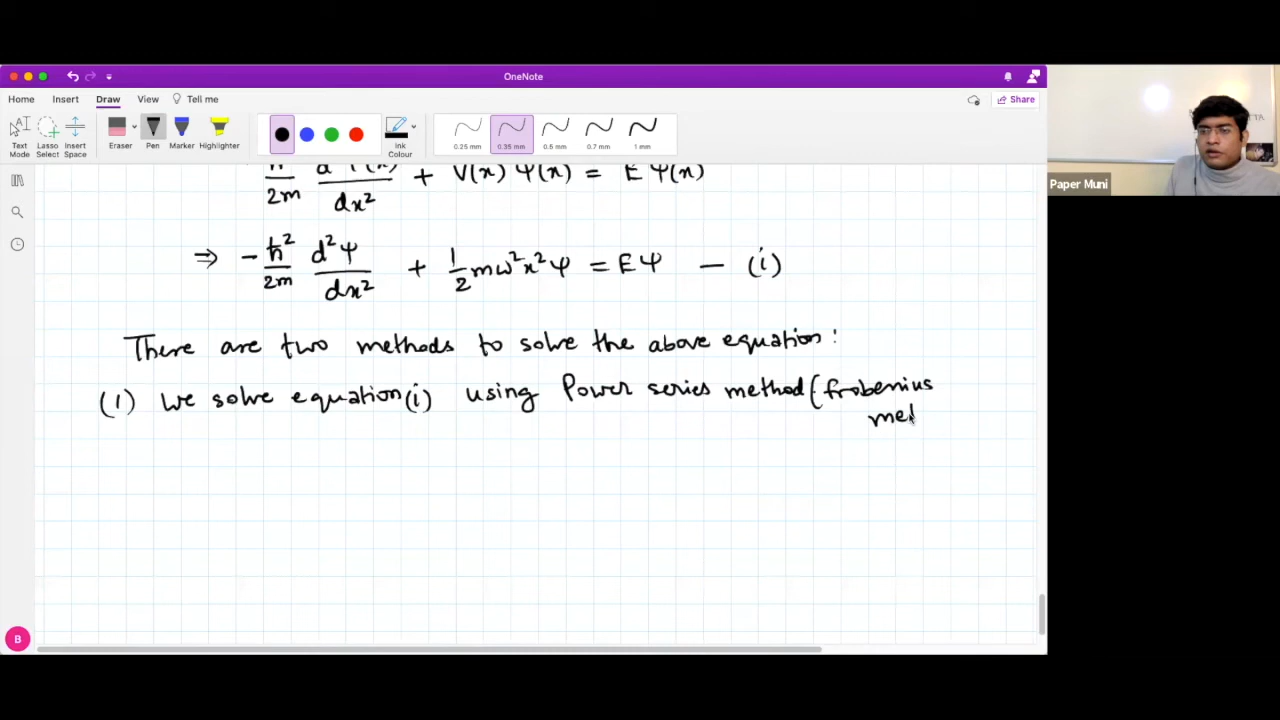 OneNote
Home Insert Draw View Tell me
Share
Text Mode Lasso Select Insert Space Eraser Pen Marker Highlighter 0.25 mm 0.35 mm 0.5 mm 0.7 mm 1 mm Ink Colour
ħ/2m d Ψ(x)/dx² + V(x) Ψ(x) = E Ψ(x)
⇒ -ħ²/2m d²Ψ/dx² + 1/2 mω²x²Ψ = EΨ — (i)
There are two methods to solve the above equation:
(1) We solve equation(i) using Power series method (frobenius
met
B
Paper Muni